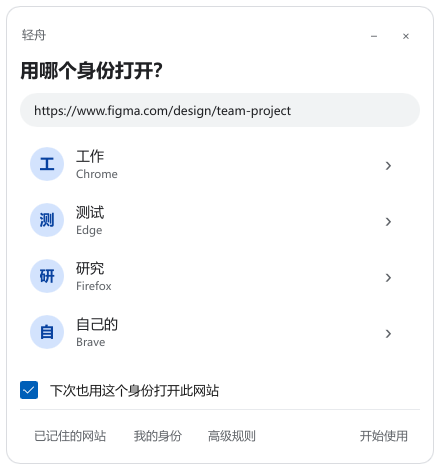 轻舟
用哪个身份打开？
https://www.figma.com/design/team-project
工 工作
Chrome
测 测试
Edge
研 研究
Firefox
自 自己的
Brave
下次也用这个身份打开此网站
已记住的网站 我的身份 高级规则 开始使用